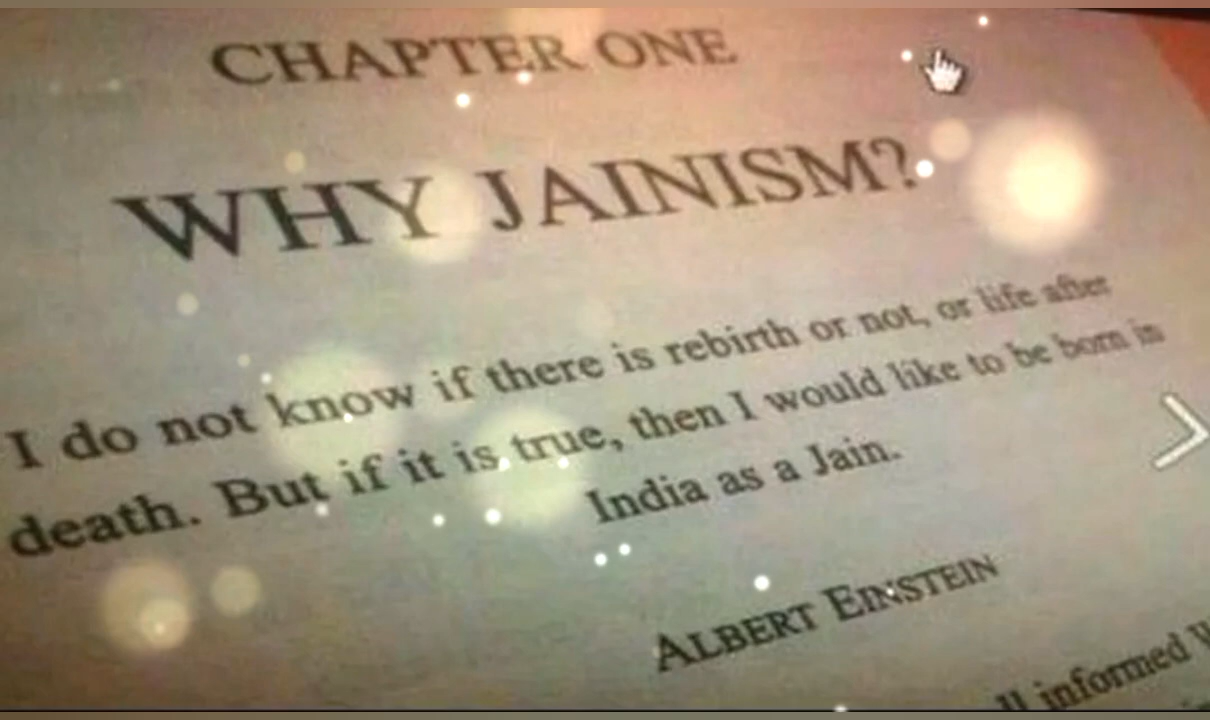 CHAPTER ONE
WHY JAINISM?
I do not know if there is rebirth or not, or life after
death. But if it is true, then I would like to be born in
India as a Jain.
ALBERT EINSTEIN
informed